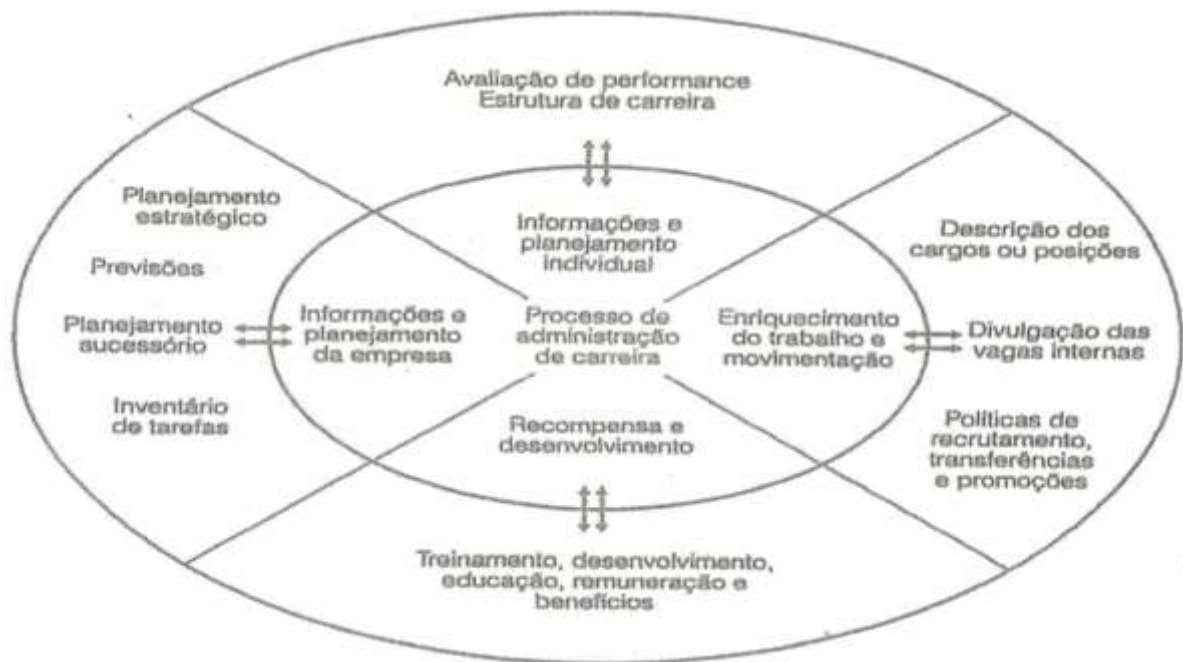 Avaliação de performance
Estrutura de carreira
Planejamento
estratégico
Previsões
Planejamento
sucessório
Inventário
de tarefas
Informações e
planejamento
individual
Informações e
planejamento
da empresa
Processo de
administração
de carreira
Enriquecimento
do trabalho e
movimentação
Recompensa e
desenvolvimento
Descrição dos
cargos ou posições
Divulgação das
vagas internas
Políticas de
recrutamento,
transferências
e promoções
Treinamento, desenvolvimento,
educação, remuneração e
benefícios